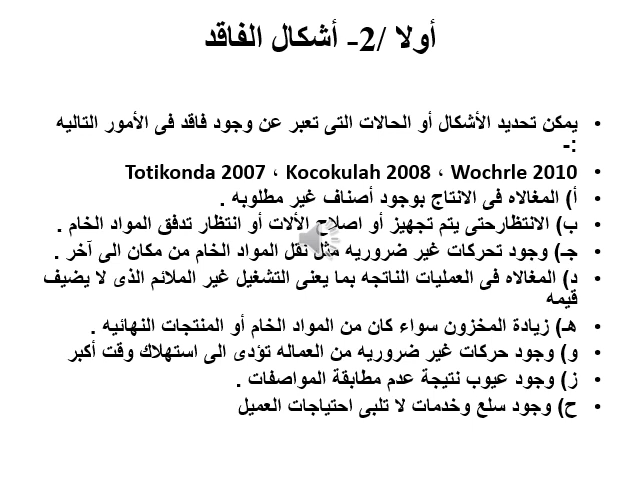 أولا /2- أشكال الفاقد
• يمكن تحديد الأشكال أو الحالات التى تعبر عن وجود فاقد فى الأمور التاليه
:-
• Totikonda 2007 ، Kocokulah 2008 ، Wochrle 2010
• أ) المغالاه فى الانتاج بوجود أصناف غير مطلوبه .
• ب) الانتظارحتى يتم تجهيز أو اصلاح الألات أو انتظار تدفق المواد الخام .
• جـ) وجود تحركات غير ضروريه مثل نقل المواد الخام من مكان الى آخر .
• د) المغالاه فى العمليات الناتجه بما يعنى التشغيل غير الملائم الذى لا يضيف
قيمه
• هـ) زيادة المخزون سواء كان من المواد الخام أو المنتجات النهائيه .
• و) وجود حركات غير ضروريه من العماله تؤدى الى استهلاك وقت أكبر
• ز) وجود عيوب نتيجة عدم مطابقة المواصفات .
• ح) وجود سلع وخدمات لا تلبى احتياجات العميل